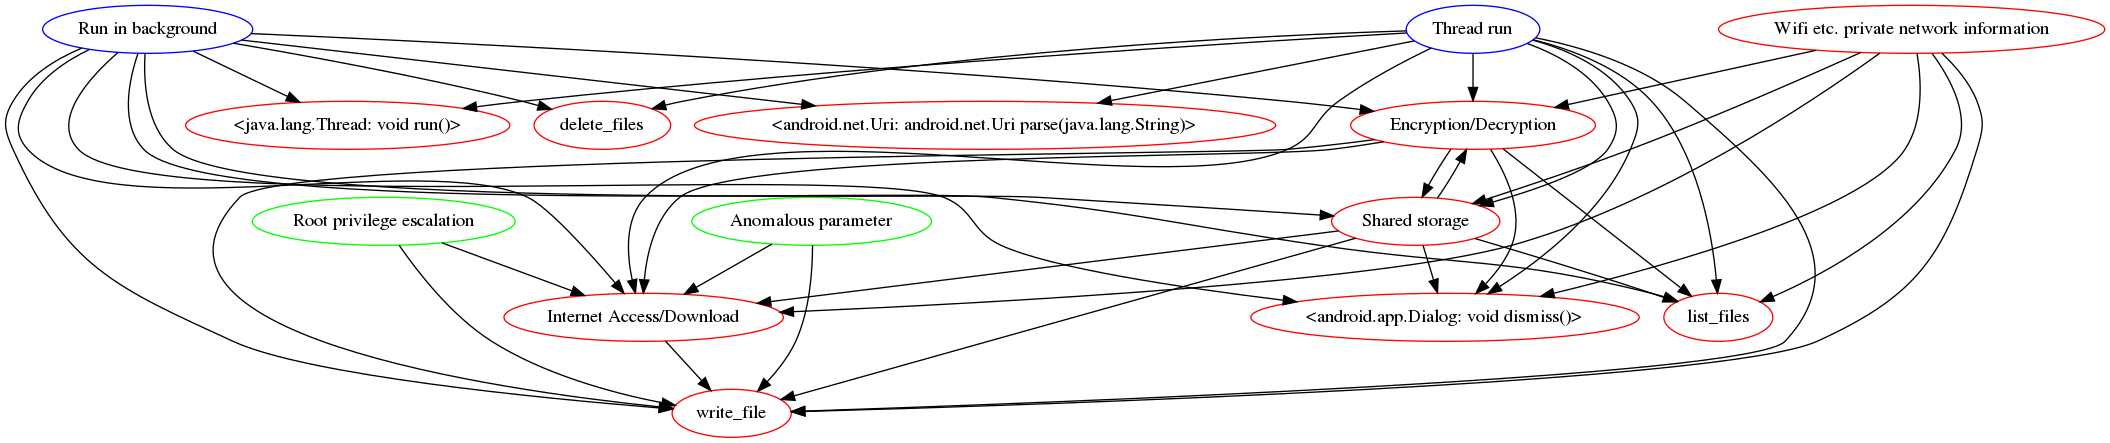 Run in background
Thread run
Wifi etc. private network information
<java.lang.Thread: void run()>
delete_files
<android.net.Uri: android.net.Uri parse(java.lang.String)>
Encryption/Decryption
Root privilege escalation
Anomalous parameter
Shared storage
Internet Access/Download
<android.app.Dialog: void dismiss()>
list_files
write_file